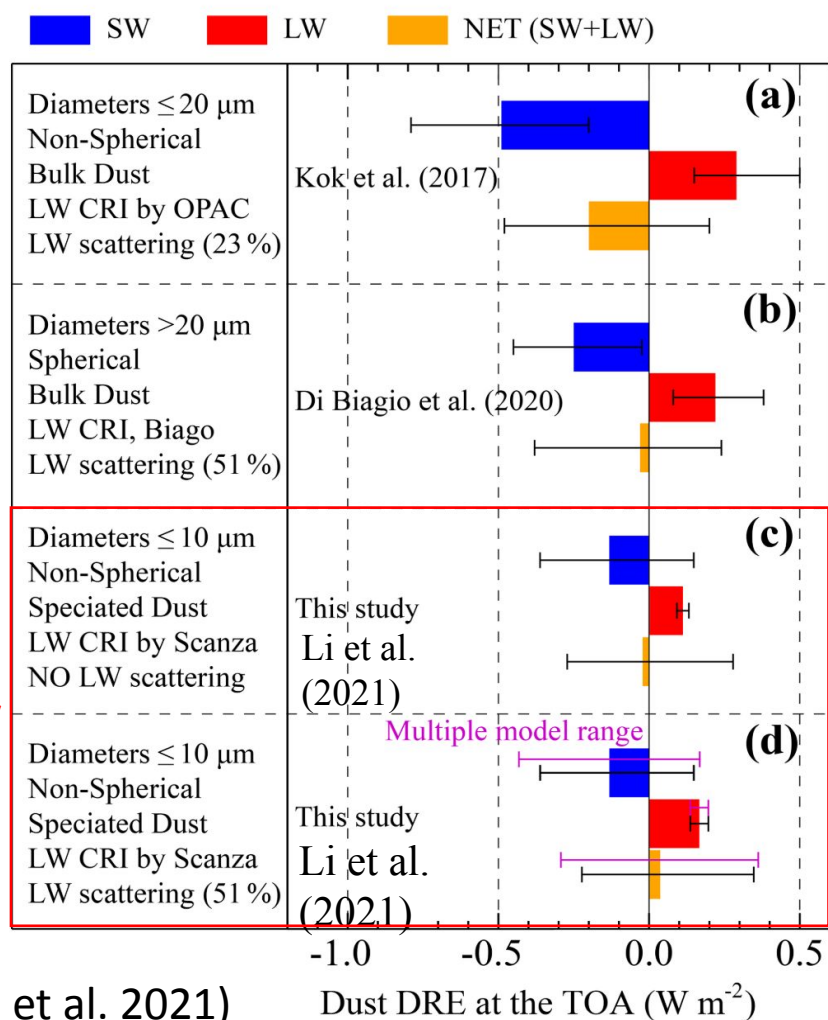 SW LW NET (SW+LW)
(a)
Diameters ≤ 20 μm
Non-Spherical
Bulk Dust
LW CRI by OPAC
LW scattering (23 %)
Kok et al. (2017)
(b)
Diameters >20 μm
Spherical
Bulk Dust
LW CRI, Biago
LW scattering (51 %)
Di Biagio et al. (2020)
(c)
Diameters ≤ 10 μm
Non-Spherical
Speciated Dust
LW CRI by Scanza
NO LW scattering
This study
Li et al.
(2021)
Multiple model range
(d)
Diameters ≤ 10 μm
Non-Spherical
Speciated Dust
LW CRI by Scanza
LW scattering (51 %)
This study
Li et al.
(2021)
-1.0 -0.5 0.0 0.5
et al. 2021)
Dust DRE at the TOA (W m⁻²)